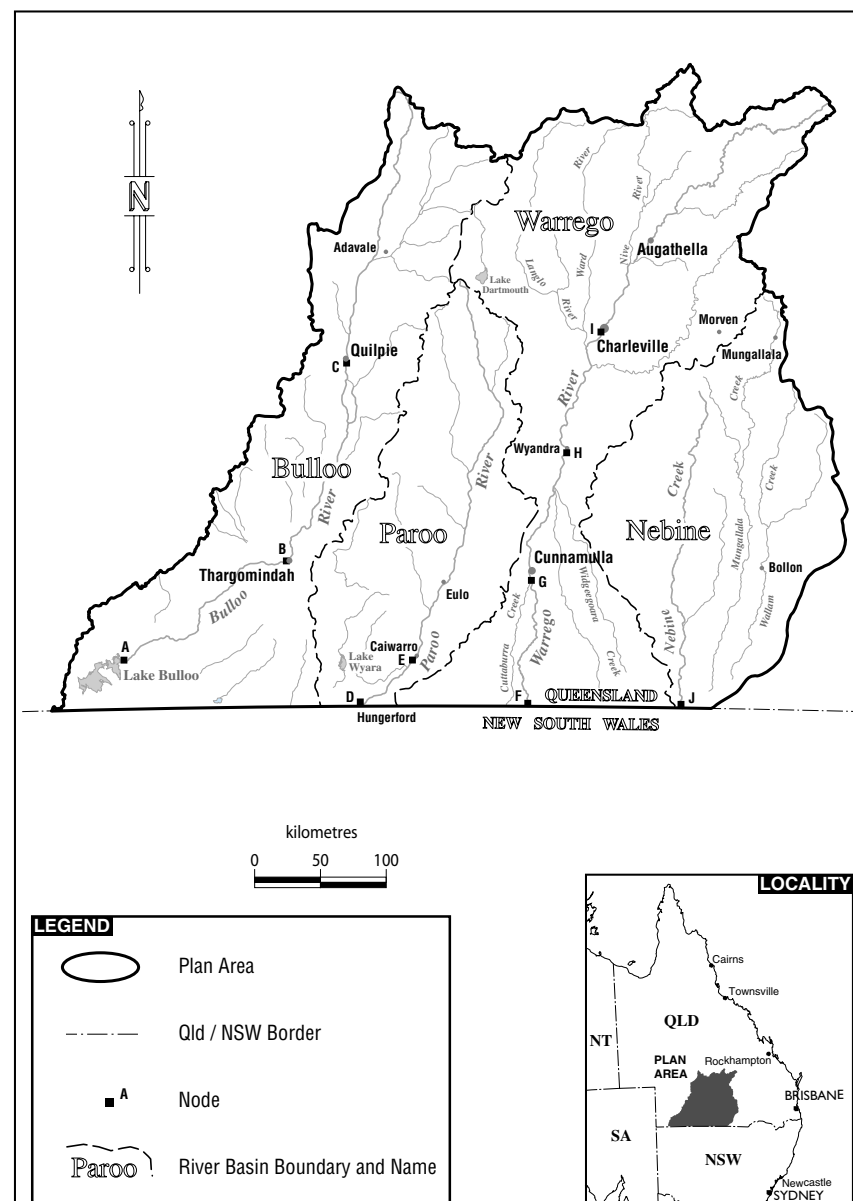 N
Warrego
River
River
Nive
Ward
Langlo
River
Augathella
Adavale
Lake
Dartmouth
I
Charleville
Morven
Mungallala
Quilpie
C
River
Creek
Wyandra
H
Bulloo
River
River
Paroo
Creek
Nebine
Mungallala
Creek
B
Thargomindah
Cunnamulla
G
Bollon
Eulo
Widgeegoara
Creek
Wallam
Bulloo
Creek
Warrego
Cuttaburra
Nebine
A
Lake Bulloo
Lake
Wyara
Caiwarro
E
Paroo
D
Hungerford
F
QUEENSLAND
J
NEW SOUTH WALES
kilometres
0 50 100
LEGEND
Plan Area
Qld / NSW Border
A
Node
Paroo
River Basin Boundary and Name
LOCALITY
Cairns
Townsville
QLD
NT
PLAN
AREA
Rockhampton
BRISBANE
SA
NSW
Newcastle
SYDNEY